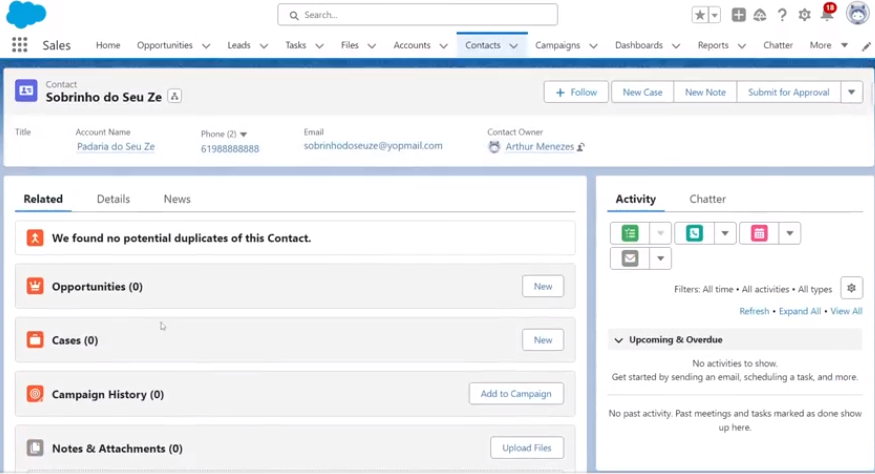 Search...
18
Sales Home Opportunities Leads Tasks Files Accounts Contacts Campaigns Dashboards Reports Chatter More
Contact
Sobrinho do Seu Ze
+ Follow New Case New Note Submit for Approval
Title Account Name Phone (2) Email Contact Owner
Padaria do Seu Ze 61988888888 sobrinhodoseuze@yopmail.com Arthur Menezes
Related Details News
We found no potential duplicates of this Contact.
Opportunities (0) New
Cases (0) New
Campaign History (0) Add to Campaign
Notes & Attachments (0) Upload Files
Activity Chatter
Filters: All time • All activities • All types
Refresh • Expand All • View All
Upcoming & Overdue
No activities to show.
Get started by sending an email, scheduling a task, and more.
No past activity. Past meetings and tasks marked as done show
up here.